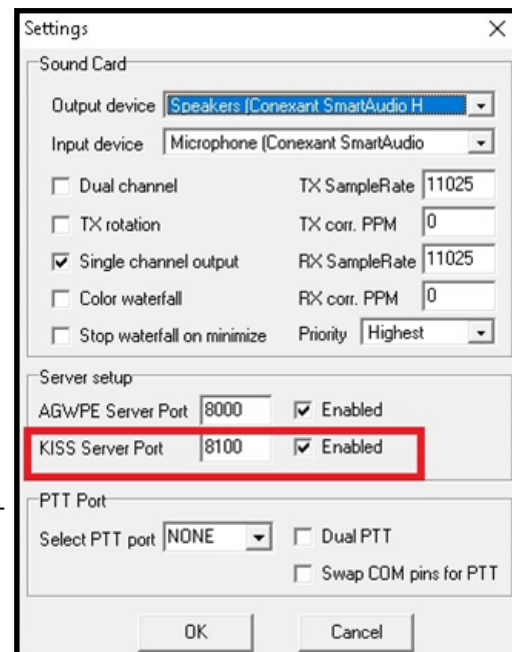 Settings
Sound Card
Output device Speakers (Conexant SmartAudio H
Input device Microphone (Conexant SmartAudio
Dual channel TX SampleRate 11025
TX rotation TX corr. PPM 0
Single channel output RX SampleRate 11025
Color waterfall RX corr. PPM 0
Stop waterfall on minimize Priority Highest
Server setup
AGWPE Server Port 8000 Enabled
KISS Server Port 8100 Enabled
PTT Port
Select PTT port NONE Dual PTT
Swap COM pins for PTT
OK Cancel